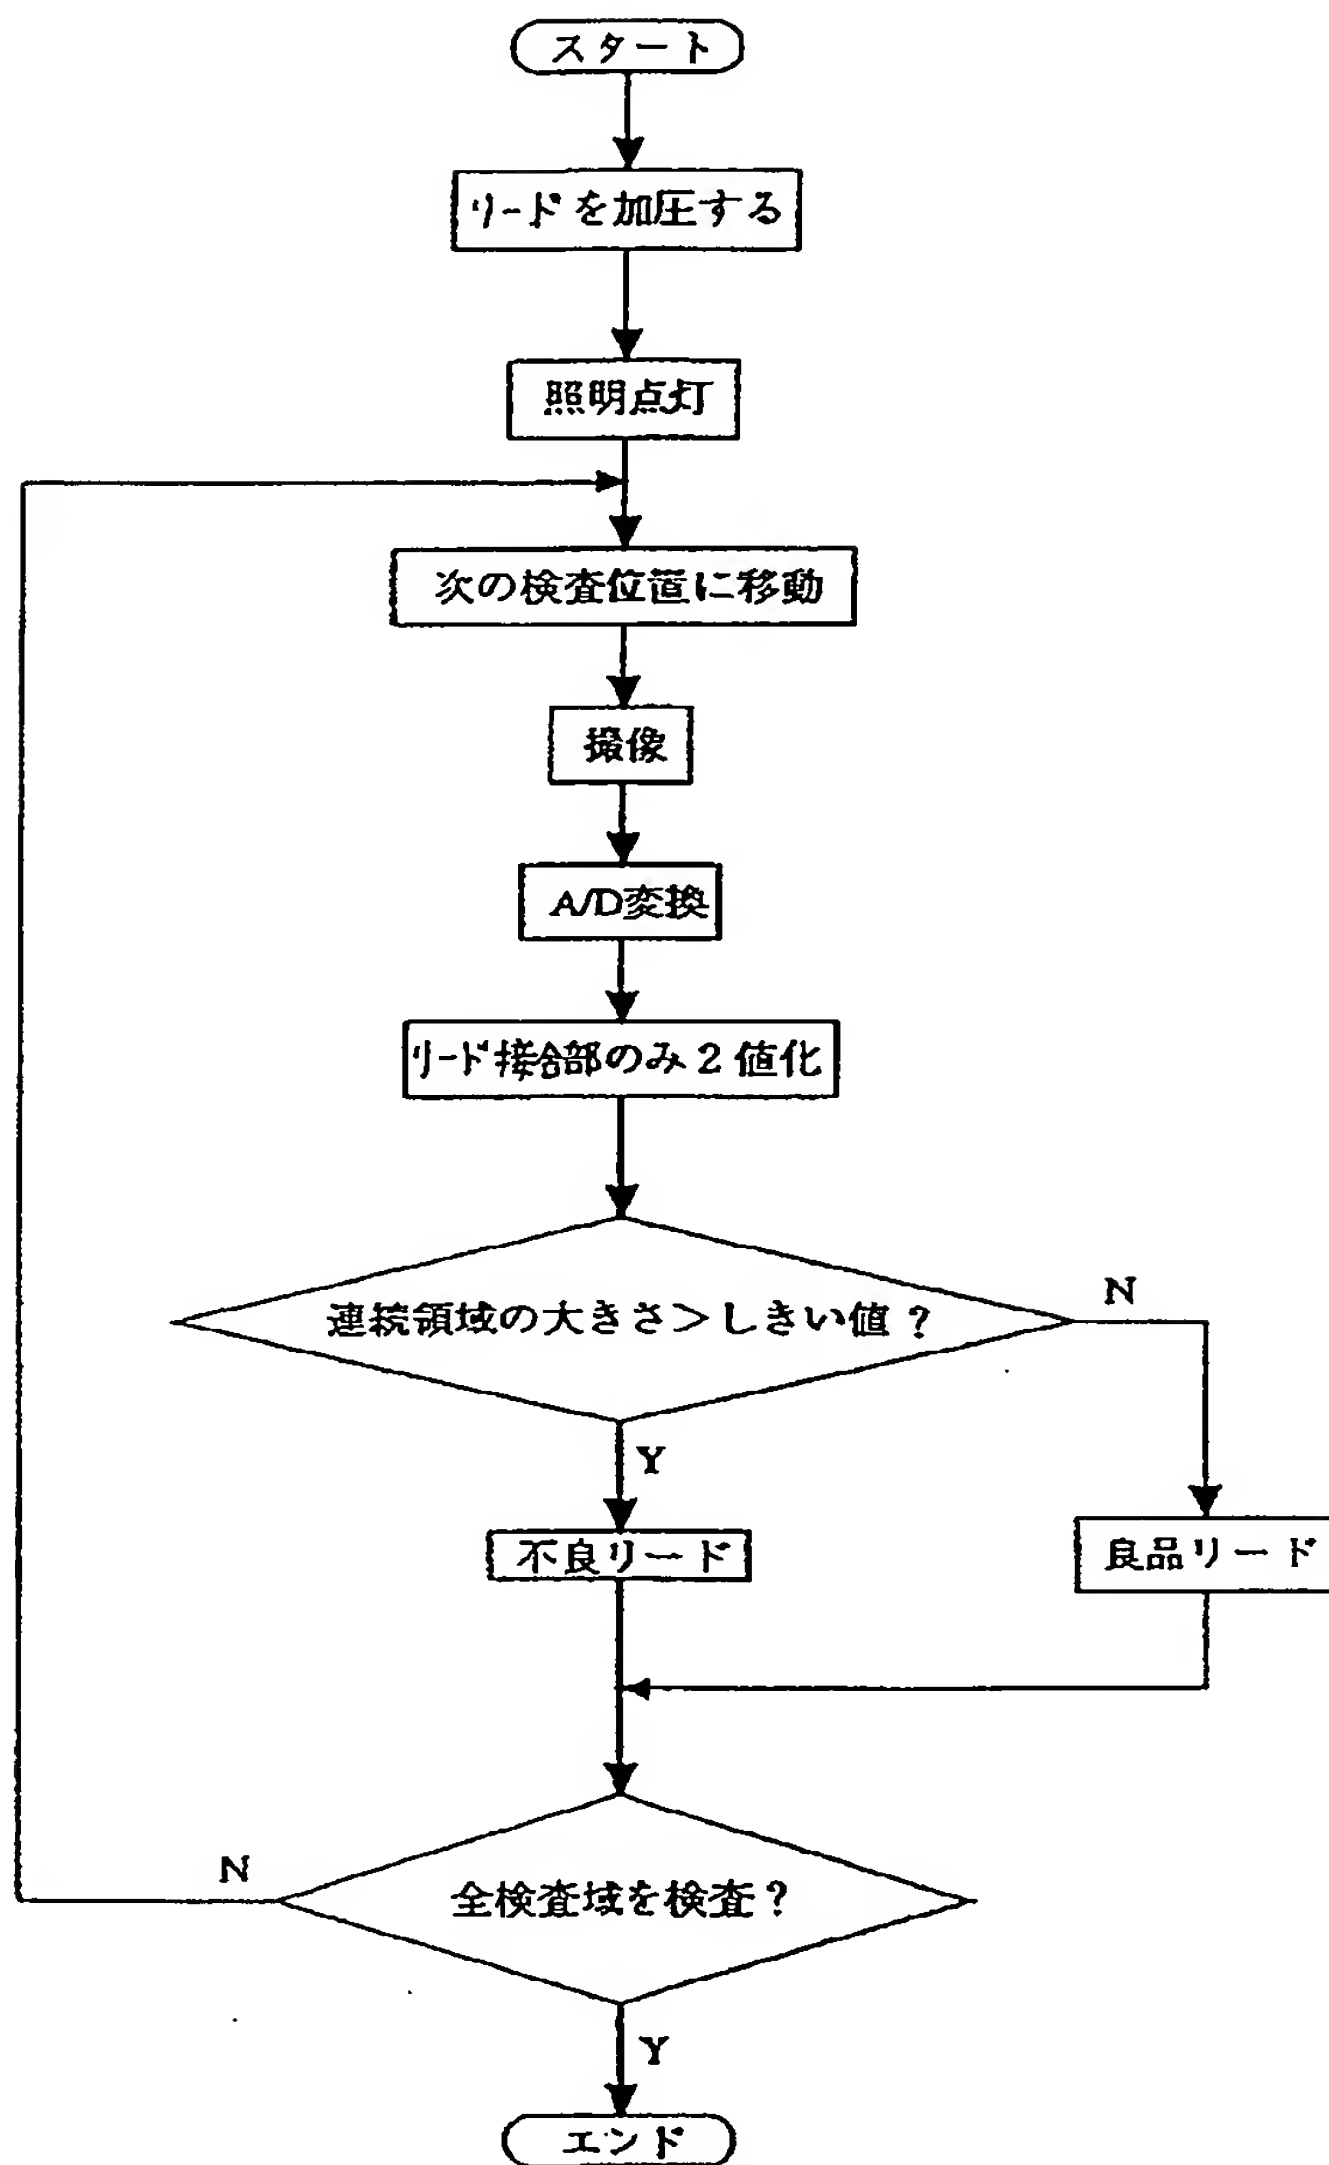 スタート
リードを加圧する
照明点灯
次の検査位置に移動
撮像
A/D変換
リード接合部のみ2値化
連続領域の大きさ>しきい値?
N
Y
不良リード
良品リード
N
全検査域を検査?
Y
エンド